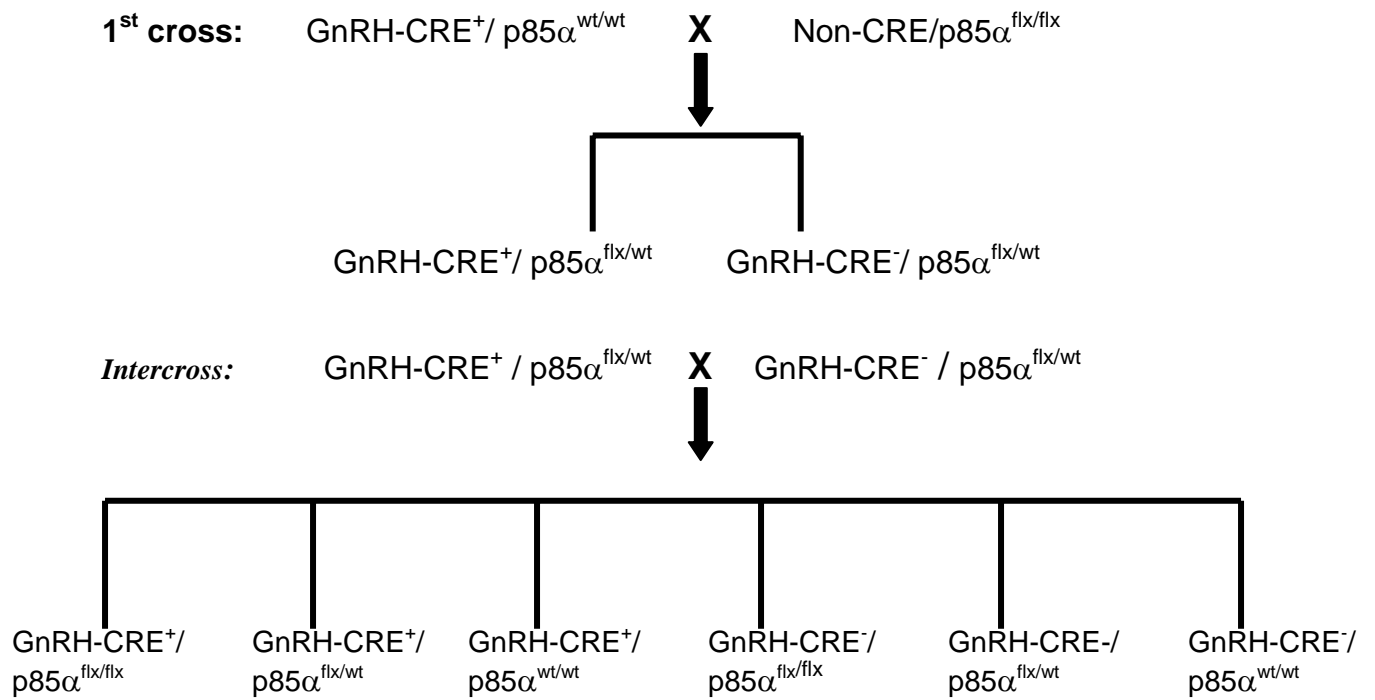 1st cross: GnRH-CRE+/ p85αwt/wt X Non-CRE/p85αflx/flx
GnRH-CRE+/ p85αflx/wt GnRH-CRE-/ p85αflx/wt
Intercross: GnRH-CRE+ / p85αflx/wt X GnRH-CRE- / p85αflx/wt
GnRH-CRE+/ GnRH-CRE+/ GnRH-CRE+/ GnRH-CRE-/ GnRH-CRE-/ GnRH-CRE-/
p85αflx/flx p85αflx/wt p85αwt/wt p85αflx/flx p85αflx/wt p85αwt/wt